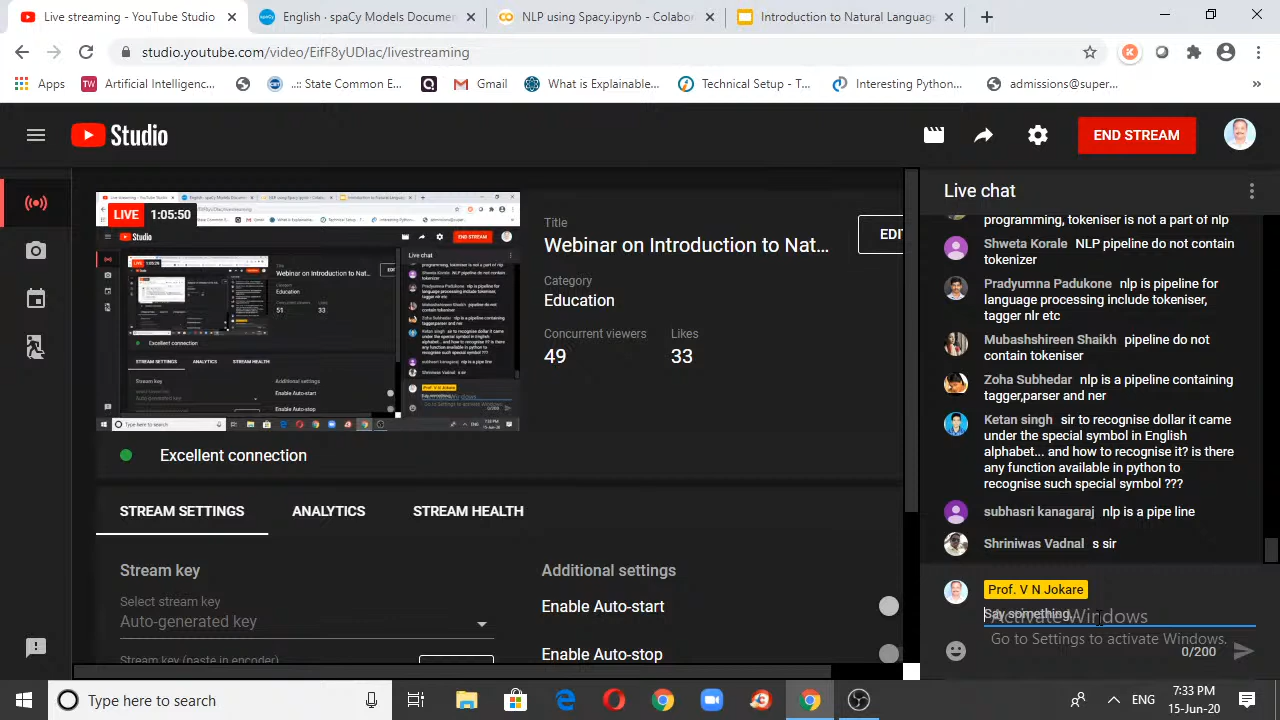 Live streaming - YouTube Studio
English · spaCy Models Docume
NLP using Spacy.ipynb - Colabo
Introduction to Natural Languag
studio.youtube.com/video/EifF8yUDIac/livestreaming
Apps
Artificial Intelligenc...
.:: State Common E...
Gmail
What is Explainable...
Technical Setup - T...
Interesting Python...
admissions@super...
»
Studio
END STREAM
LIVE 1:05:50
Title
Webinar on Introduction to Nat...
EDI
Category
Education
Concurrent viewers
49
Likes
33
Excellent connection
STREAM SETTINGS
ANALYTICS
STREAM HEALTH
Stream key
Select stream key
Auto-generated key
Stream key (paste in encoder)
Additional settings
Enable Auto-start
Enable Auto-stop
Live chat
programming, tokeniser is not a part of nlp
Shweta Korale NLP pipeline do not contain
tokenizer
Pradyumna Padukone nlp is pipeline for
language processing include tokeniser,
tagger nlr etc
Mahashhineen Shaikh pipeline do not
contain tokeniser
Zoha Subhedar nlp is pipeline containing
tagger,parser and ner
Ketan singh sir to recognise dollar it came
under the special symbol in English
alphabet... and how to recognise it? is there
any function available in python to
recognise such special symbol ???
subhasri kanagaraj nlp is a pipe line
Shriniwas Vadnal s sir
Prof. V N Jokare
Say something...
Activate Windows
Go to Settings to activate Windows.
0/200
Type here to search
ENG
7:33 PM
15-Jun-20